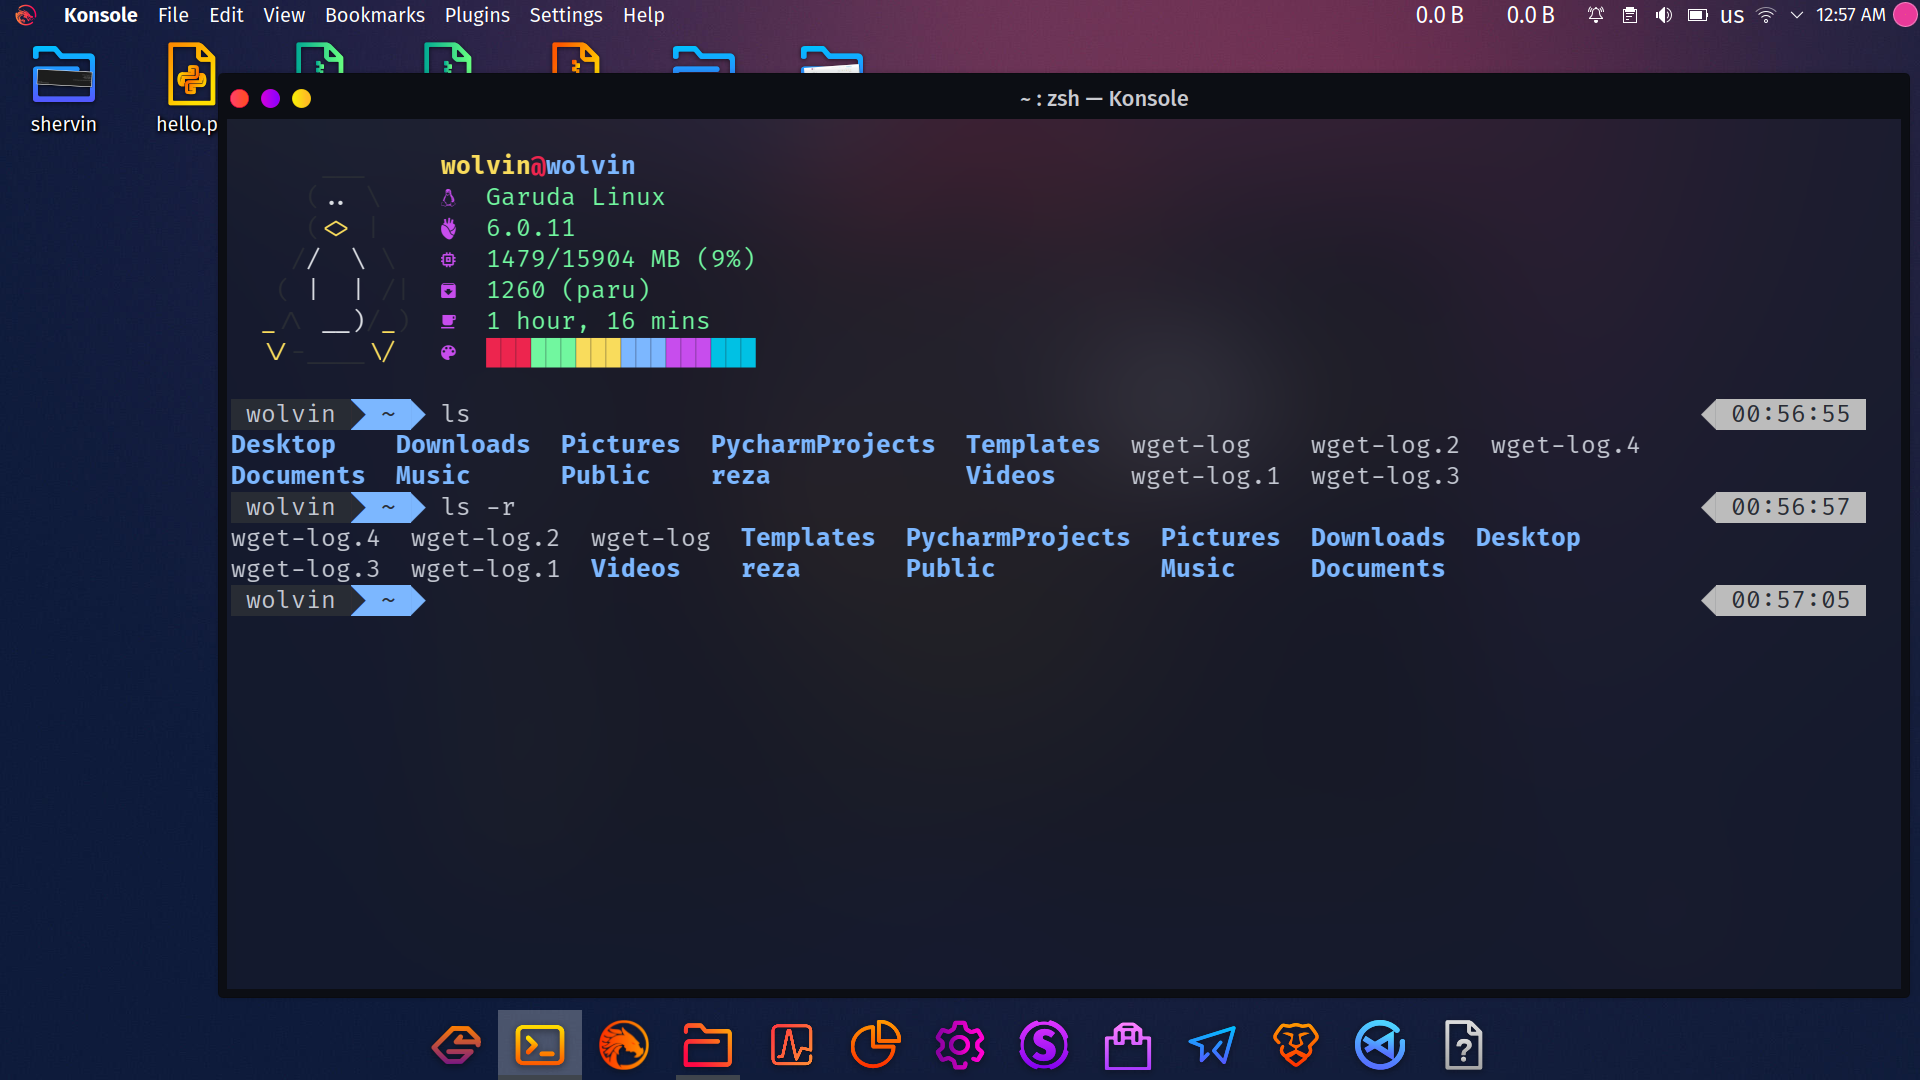 Konsole File Edit View Bookmarks Plugins Settings Help 0.0 B 0.0 B us 12:57 AM
shervin hello.p
~ : zsh — Konsole
wolvin@wolvin
Garuda Linux
6.0.11
1479/15904 MB (9%)
1260 (paru)
1 hour, 16 mins
wolvin ~ ls 00:56:55
Desktop Downloads Pictures PycharmProjects Templates wget-log wget-log.2 wget-log.4
Documents Music Public reza Videos wget-log.1 wget-log.3
wolvin ~ ls -r 00:56:57
wget-log.4 wget-log.2 wget-log Templates PycharmProjects Pictures Downloads Desktop
wget-log.3 wget-log.1 Videos reza Public Music Documents
wolvin ~ 00:57:05